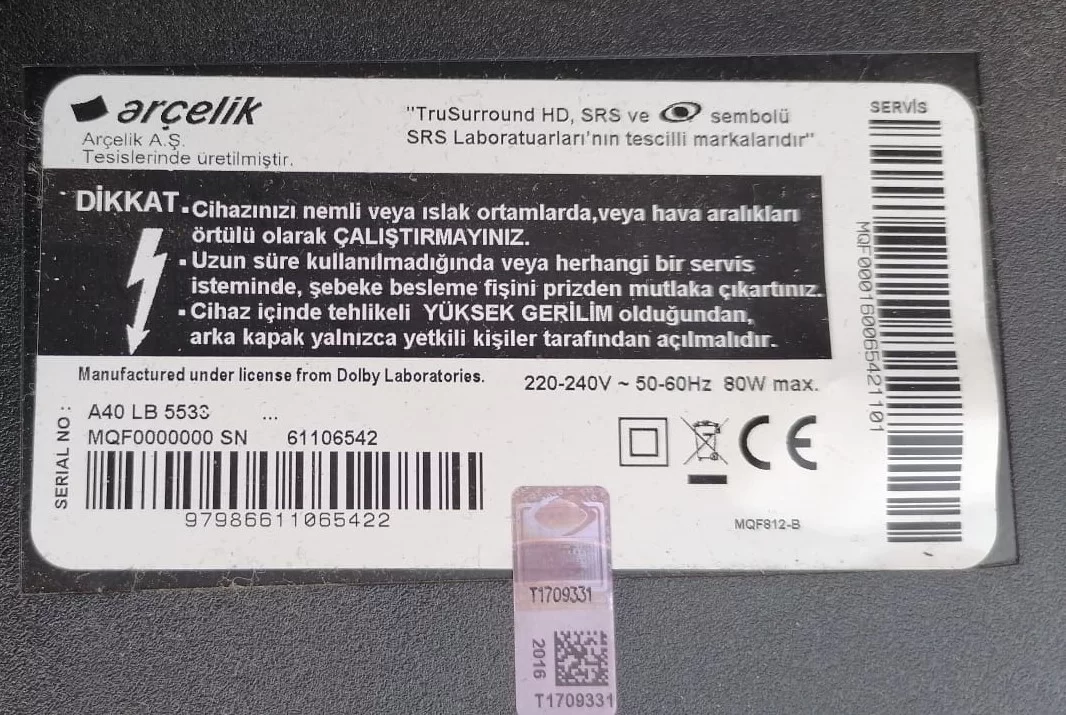 arçelik
Arçelik A.Ş.
Tesislerinde üretilmiştir.
"TruSurround HD, SRS ve sembolü
SRS Laboratuarları'nın tescilli markalarıdır"
SERVİS
DİKKAT
▪Cihazınızı nemli veya ıslak ortamlarda,veya hava aralıkları
örtülü olarak ÇALIŞTIRMAYINIZ.
▪Uzun süre kullanılmadığında veya herhangi bir servis
isteminde, şebeke besleme fişini prizden mutlaka çıkartınız.
▪Cihaz içinde tehlikeli YÜKSEK GERİLİM olduğundan,
arka kapak yalnızca yetkili kişiler tarafından açılmalıdır.
MQF000160065421101
Manufactured under license from Dolby Laboratories.
220-240V ~ 50-60Hz 80W max.
SERIAL NO :
A40 LB 5533 ...
MQF0000000 SN 61106542
97986611065422
CE
MQF812-B
T1709331
2016
T1709331